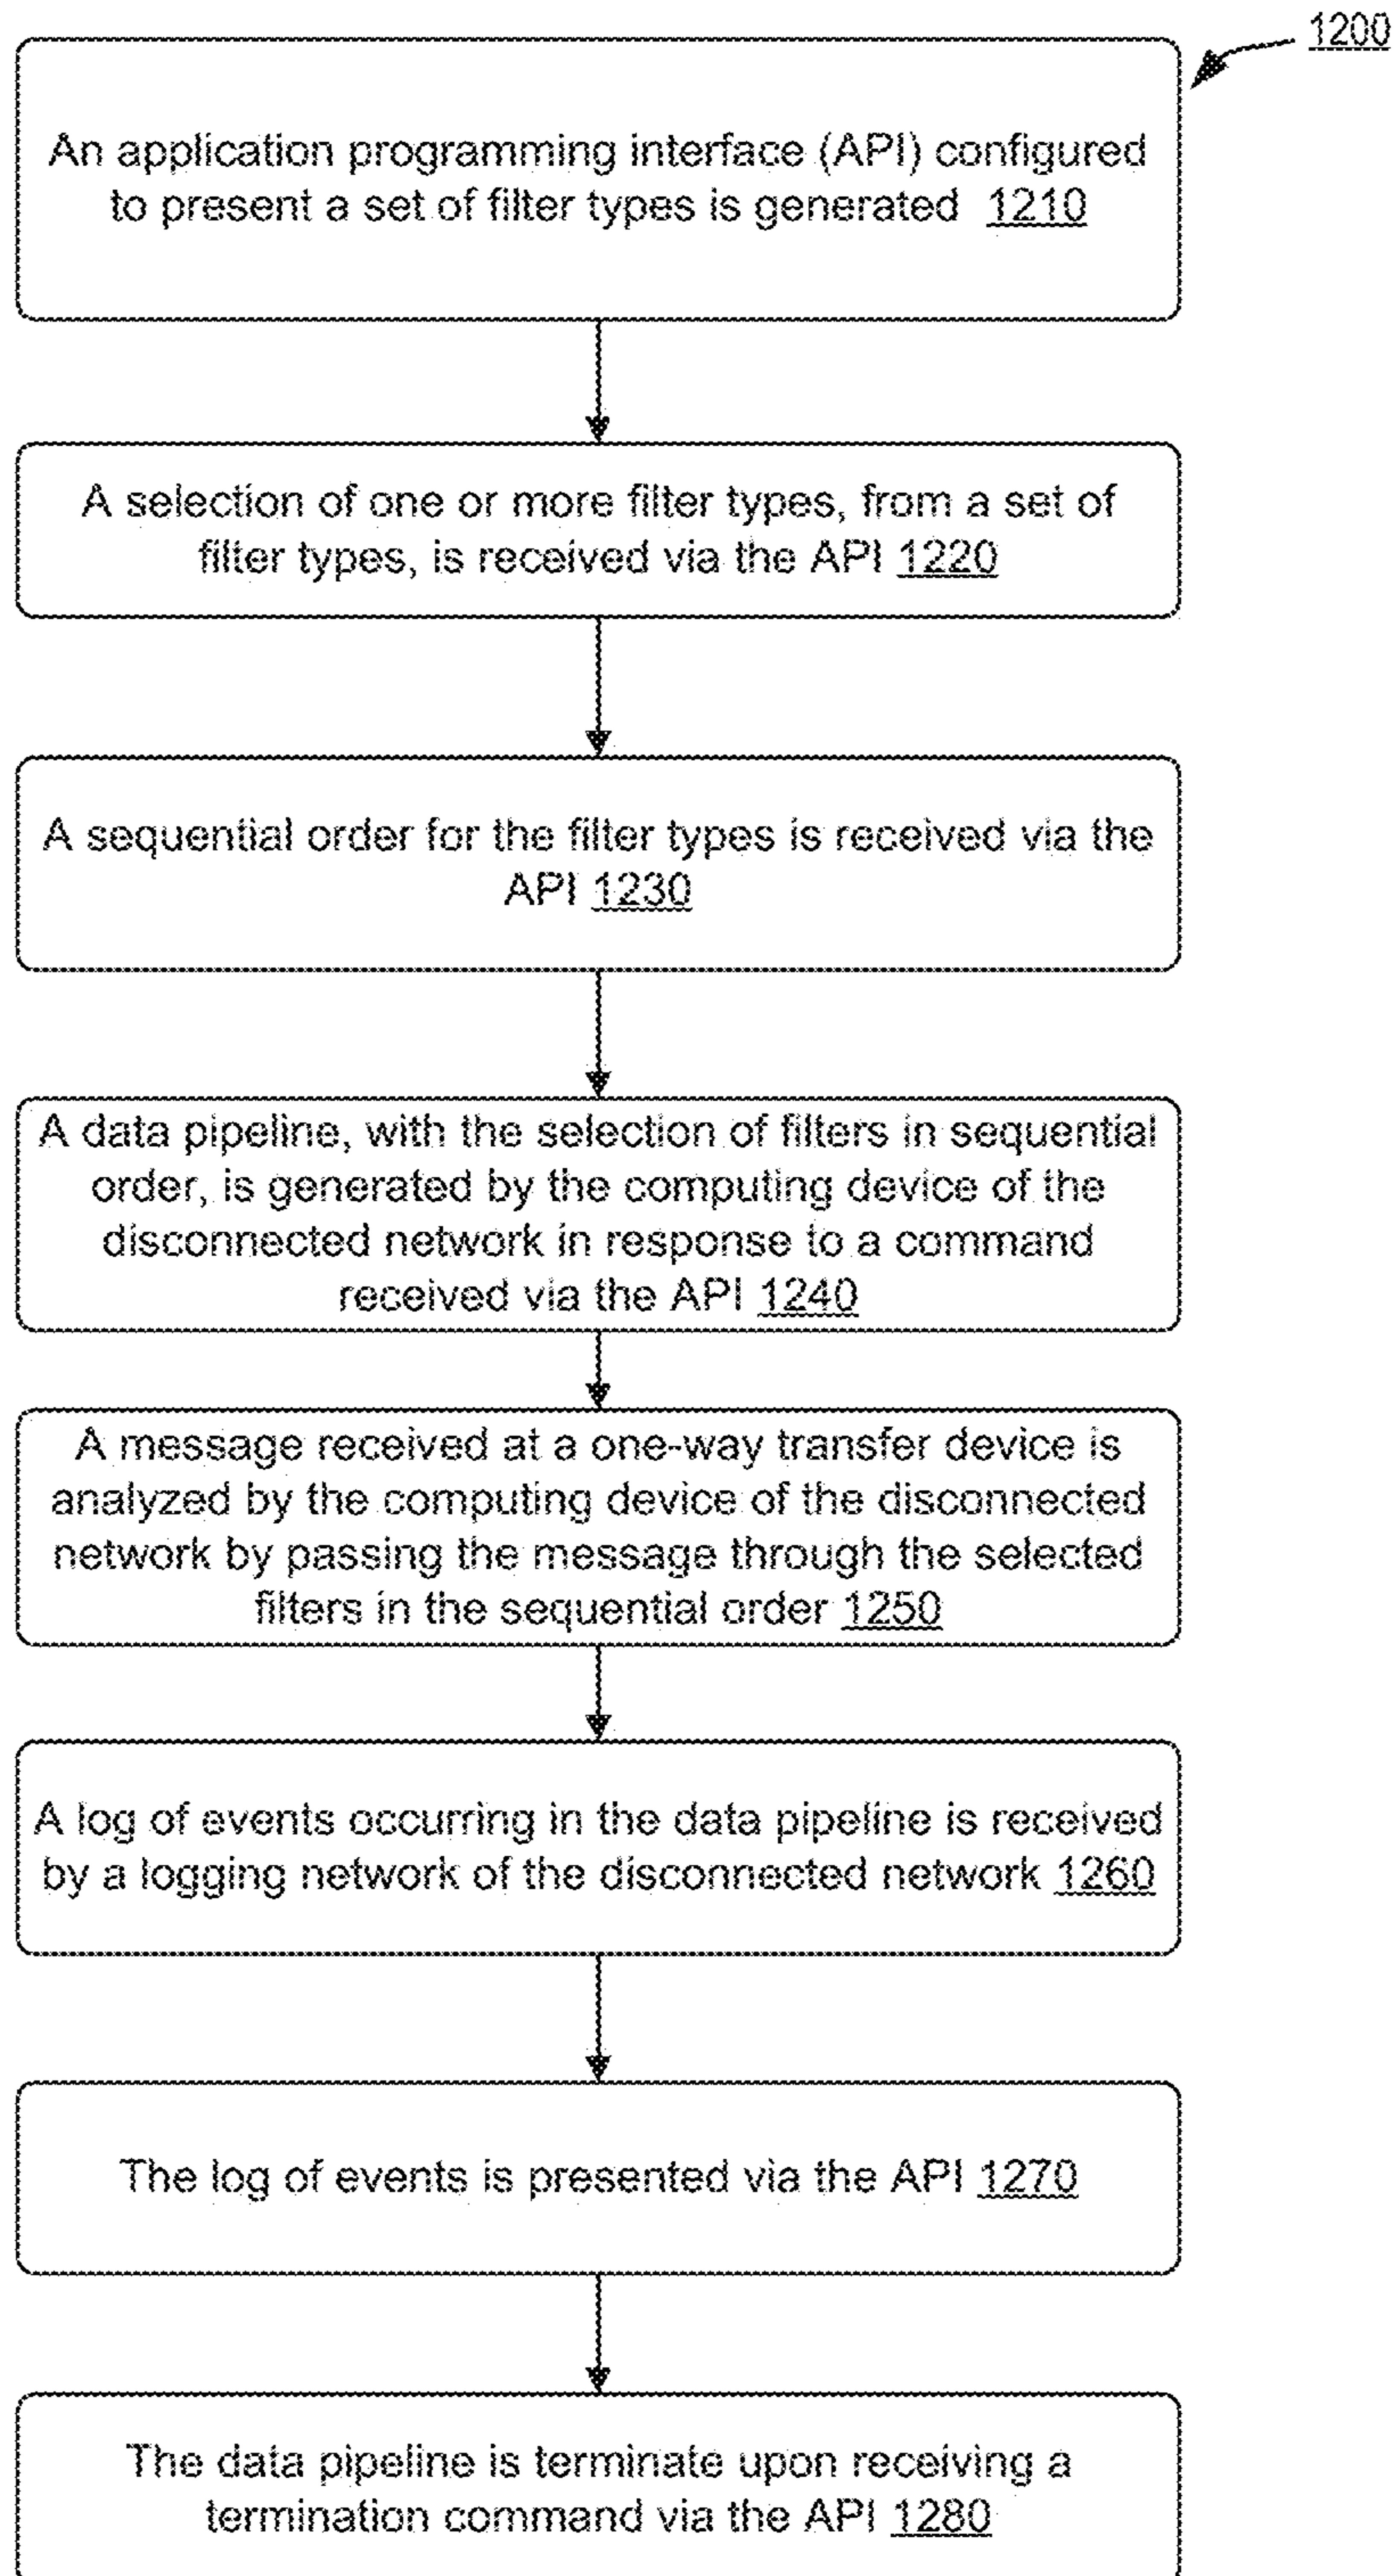 1200
An application programming interface (API) configured
to present a set of filter types is generated 1210
A selection of one or more filter types, from a set of
filter types, is received via the API 1220
A sequential order for the filter types is received via the
API 1230
A data pipeline, with the selection of filters in sequential
order, is generated by the computing device of the
disconnected network in response to a command
received via the API 1240
A message received at a one-way transfer device is
analyzed by the computing device of the disconnected
network by passing the message through the selected
filters in the sequential order 1250
A log of events occurring in the data pipeline is received
by a logging network of the disconnected network 1260
The log of events is presented via the API 1270
The data pipeline is terminate upon receiving a
termination command via the API 1280